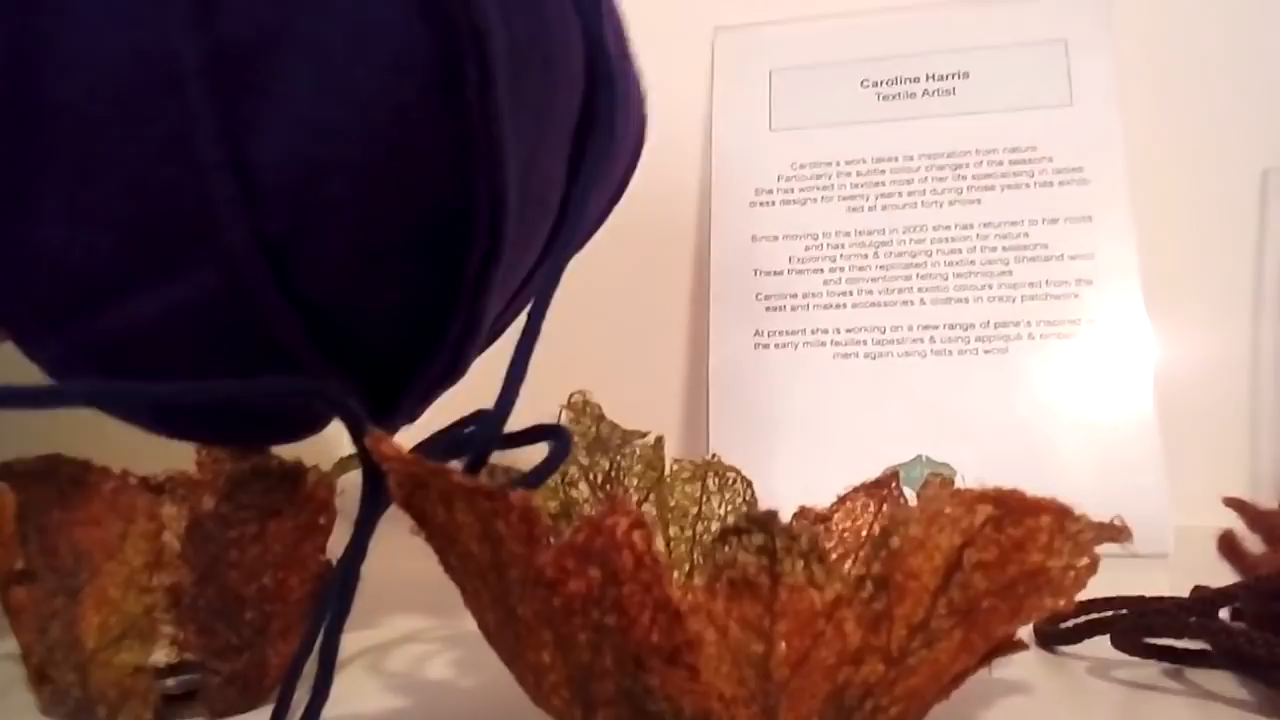 Caroline Harris
Textile Artist
Caroline's work takes its inspiration from nature
Particularly the subtle colour changes of the seasons
She has worked in textiles most of her life specialising in ladies
dress designs for twenty years and during those years has exhib-
ited at around forty shows
Since moving to the Island in 2000 she has returned to her roots
and has indulged in her passion for nature
Exploring forms & changing hues of the seasons
These themes are then replicated in textile using Shetland wool
and conventional felting techniques
Caroline also loves the vibrant exotic colours inspired from the
east and makes accessories & clothes in crazy patchwork
At present she is working on a new range of panels inspired
the early mille feuilles tapestries & using appliqué &
ment again using felts and wool